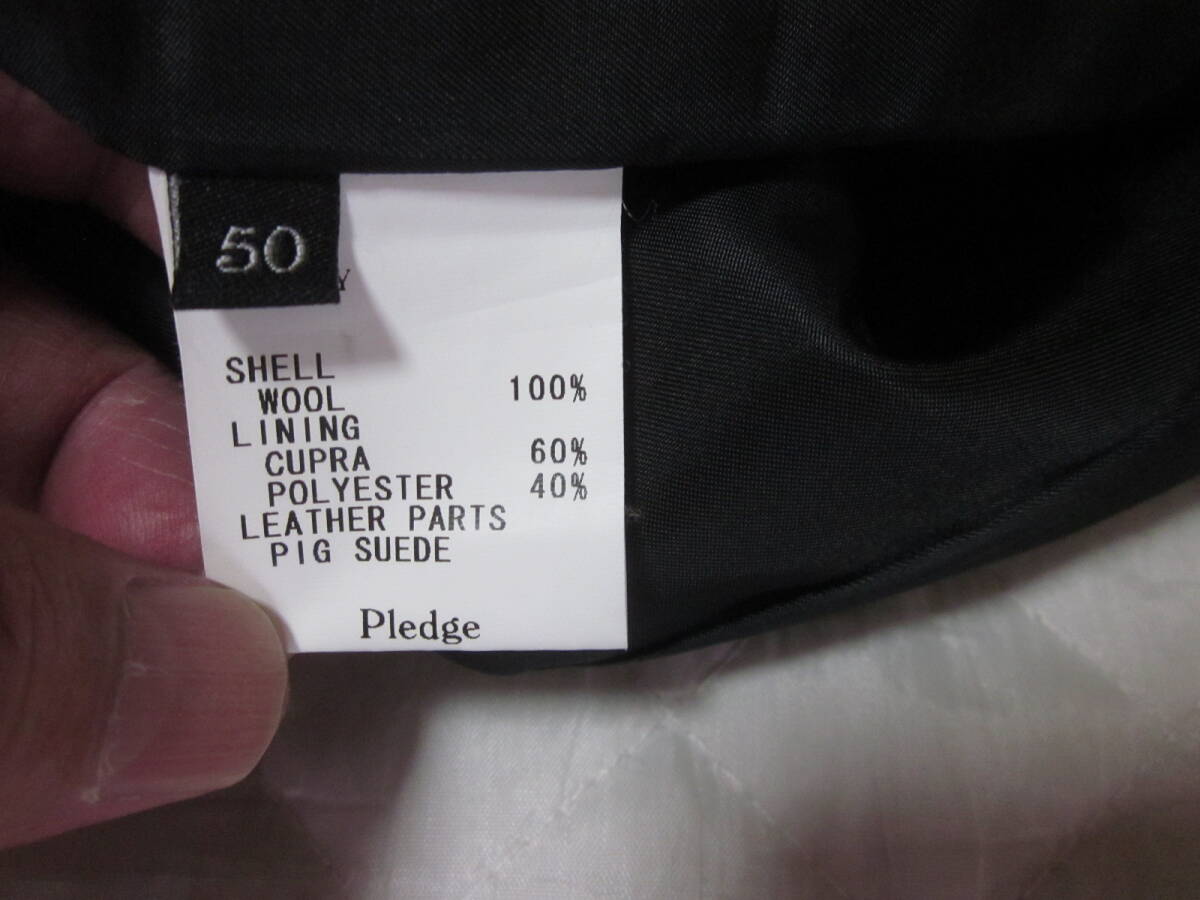 50
Y
SHELL
WOOL 100%
LINING
CUPRA 60%
POLYESTER 40%
LEATHER PARTS
PIG SUEDE
Pledge